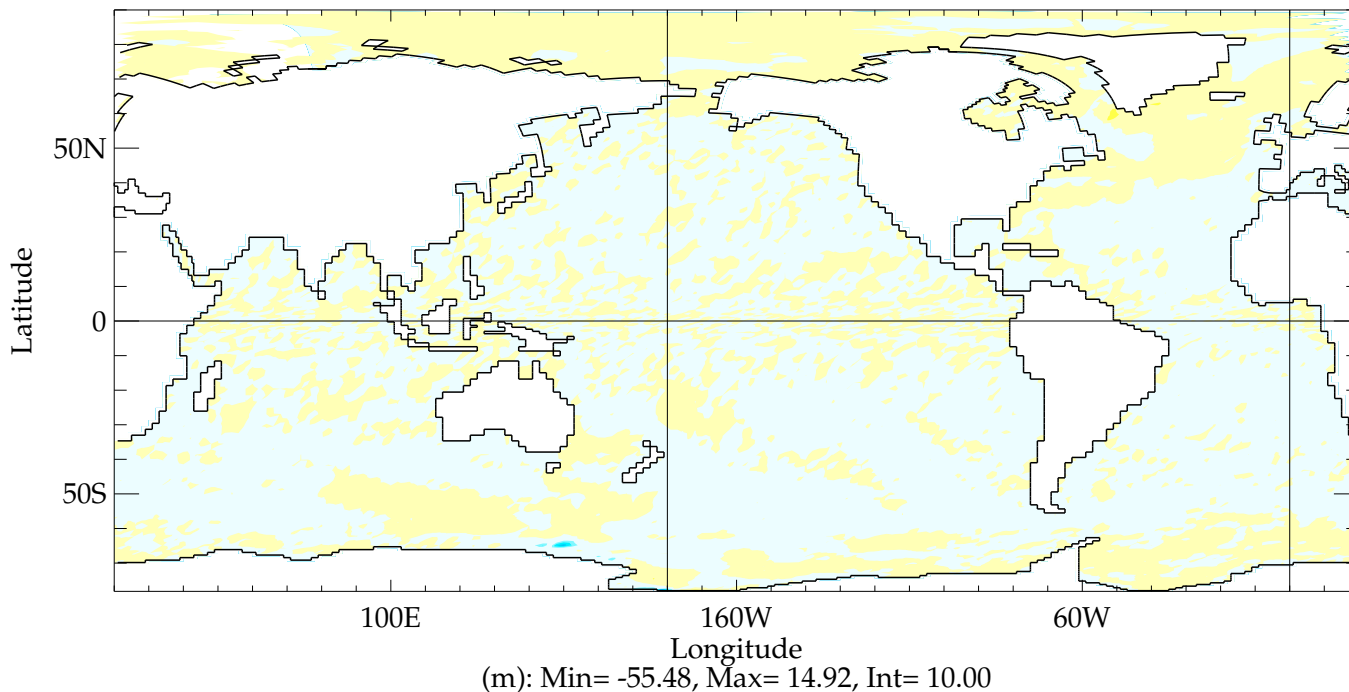 Latitude
50N
0
50S
100E
160W
60W
Longitude
(m): Min= -55.48, Max= 14.92, Int= 10.00